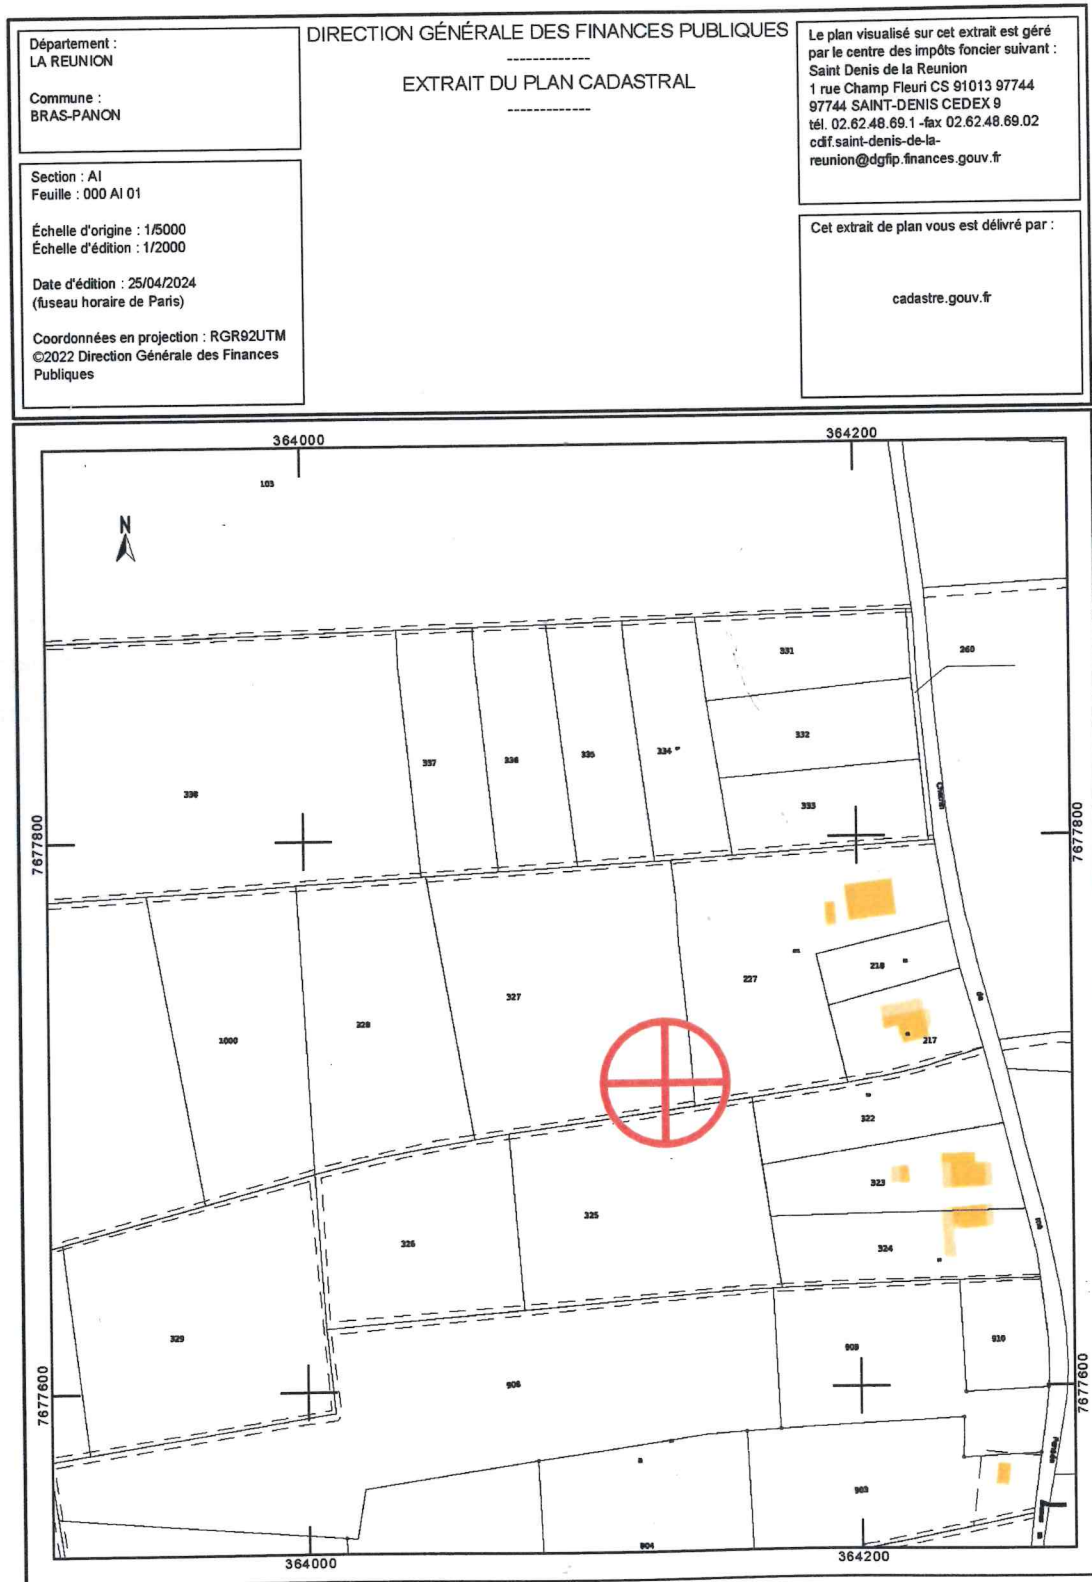 Département :
LA REUNION
Commune :
BRAS-PANON
Section : AI
Feuille : 000 AI 01
Échelle d'origine : 1/5000
Échelle d'édition : 1/2000
Date d'édition : 25/04/2024
(fuseau horaire de Paris)
Coordonnées en projection : RGR92UTM
©2022 Direction Générale des Finances
Publiques
DIRECTION GÉNÉRALE DES FINANCES PUBLIQUES
-------------
EXTRAIT DU PLAN CADASTRAL
-------------
Le plan visualisé sur cet extrait est géré
par le centre des impôts foncier suivant :
Saint Denis de la Reunion
1 rue Champ Fleuri CS 91013 97744
97744 SAINT-DENIS CEDEX 9
tél. 02.62.48.69.1 -fax 02.62.48.69.02
cdif.saint-denis-de-la-
reunion@dgfip.finances.gouv.fr
Cet extrait de plan vous est délivré par :
cadastre.gouv.fr
364000
364200
103
N
331
260
332
337
336
335
334
338
333
Chemin
7677800
7677800
218
227
327
328
1000
217
de
322
323
325
326
324
329
909
910
906
7677600
7677600
903
904
364000
364200